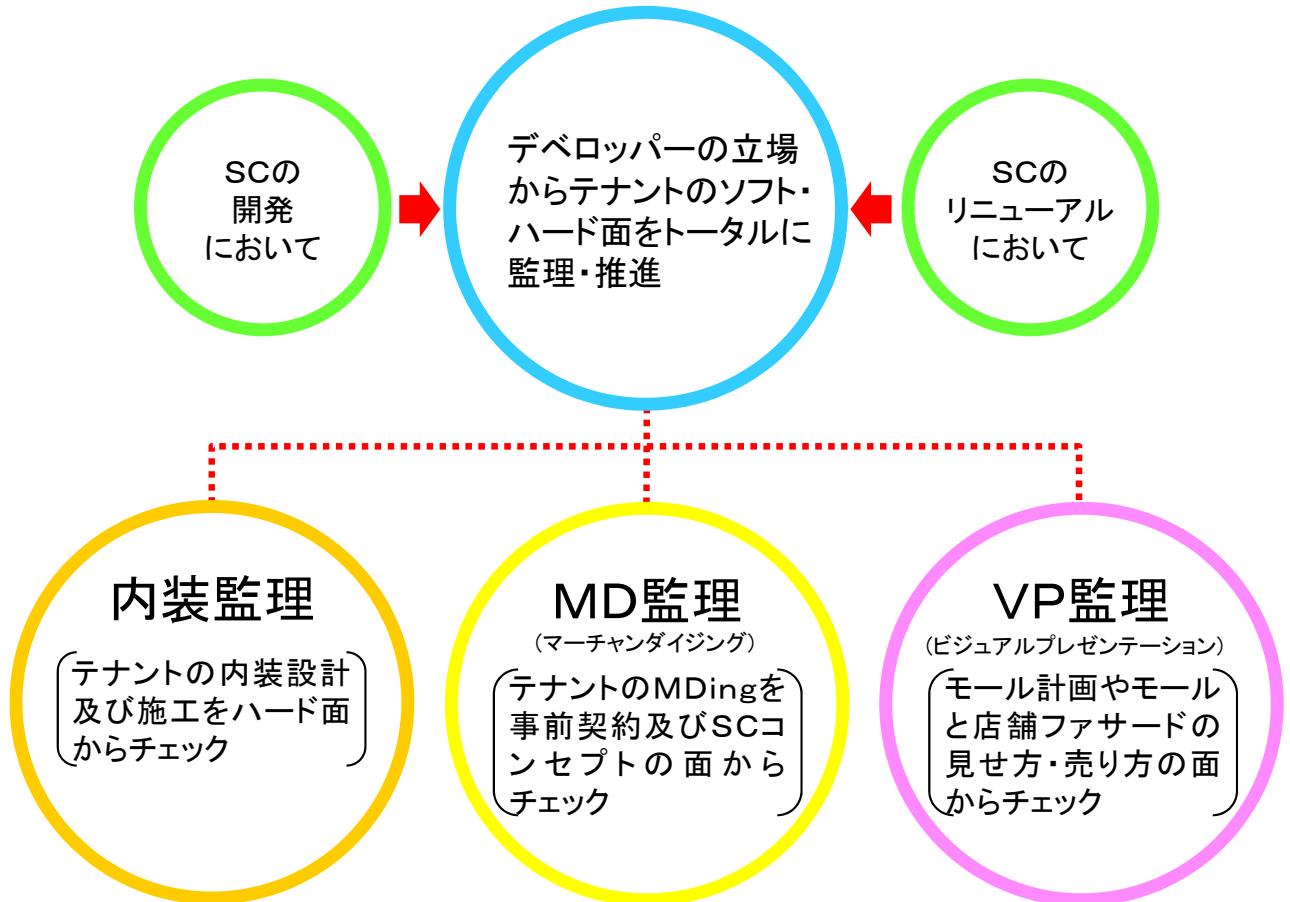 SCの
開発
において
デベロッパーの立場
からテナントのソフト・
ハード面をトータルに
監理・推進
SCの
リニューアル
において
内装監理
テナントの内装設計
及び施工をハード面
からチェック
MD監理
(マーチャンダイジング)
テナントのMDingを
事前契約及びSCコ
ンセプトの面から
チェック
VP監理
(ビジュアルプレゼンテーション)
モール計画やモール
と店舗ファサードの
見せ方・売り方の面
からチェック